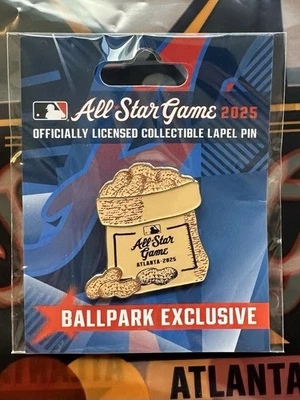 All Star Game 2025
OFFICIALLY LICENSED COLLECTIBLE LAPEL PIN
All-Star
Game
ATLANTA • 2025
BALLPARK EXCLUSIVE
ATLANTA